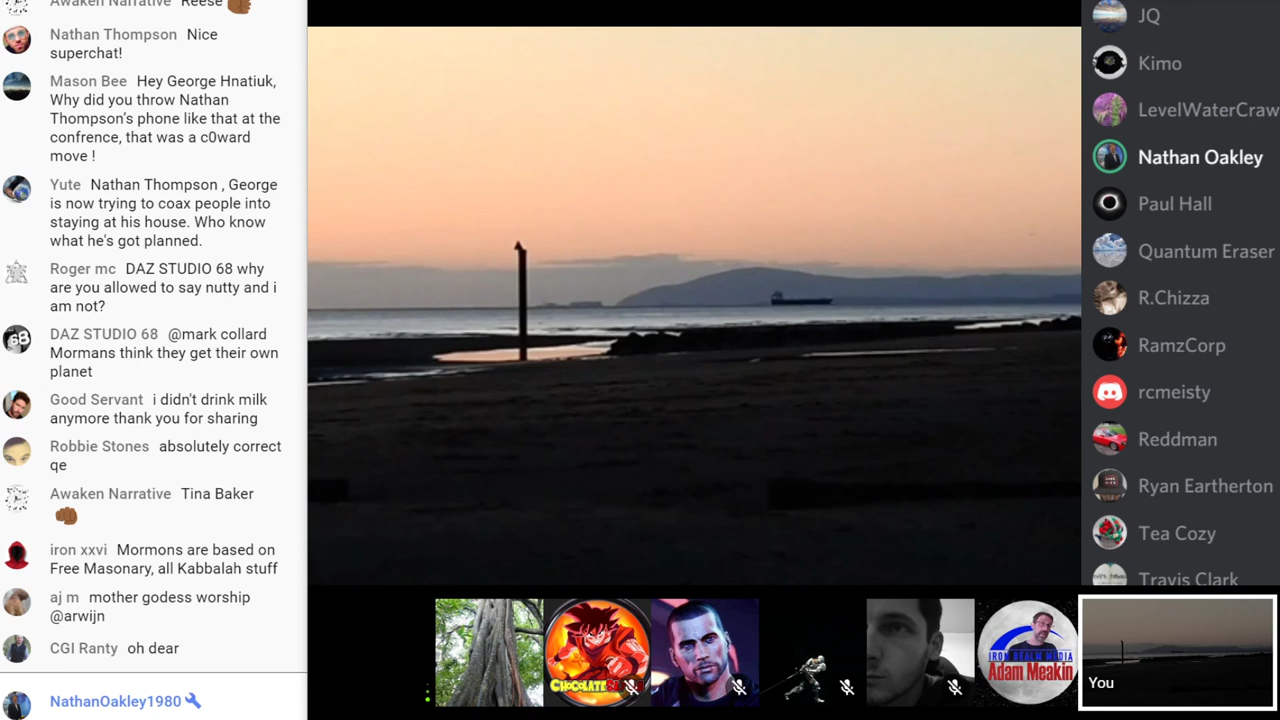 Awaken Narrative Reese
Nathan Thompson Nice
superchat!
Mason Bee Hey George Hnatiuk,
Why did you throw Nathan
Thompson's phone like that at the
confrence, that was a c0ward
move !
Yute Nathan Thompson , George
is now trying to coax people into
staying at his house. Who know
what he's got planned.
Roger mc DAZ STUDIO 68 why
are you allowed to say nutty and i
am not?
DAZ STUDIO 68 @mark collard
Mormans think they get their own
planet
Good Servant i didn't drink milk
anymore thank you for sharing
Robbie Stones absolutely correct
qe
Awaken Narrative Tina Baker
iron xxvi Mormons are based on
Free Masonary, all Kabbalah stuff
aj m mother godess worship
@arwijn
CGI Ranty oh dear
NathanOakley1980
68
JQ
Kimo
LevelWaterCraw
Nathan Oakley
Paul Hall
Quantum Eraser
R.Chizza
RamzCorp
rcmeisty
Reddman
Ryan Eartherton
Tea Cozy
Travis Clark
IRON REALM MEDIA
Adam Meakin
You